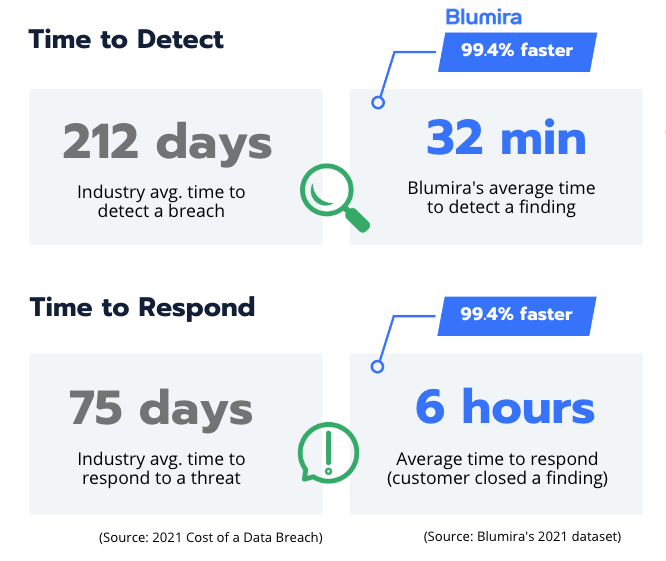 Blumira
Time to Detect
99.4% faster
212 days
Industry avg. time to
detect a breach
32 min
Blumira's average time
to detect a finding
Time to Respond
99.4% faster
75 days
Industry avg. time to
respond to a threat
6 hours
Average time to respond
(customer closed a finding)
(Source: 2021 Cost of a Data Breach)
(Source: Blumira's 2021 dataset)